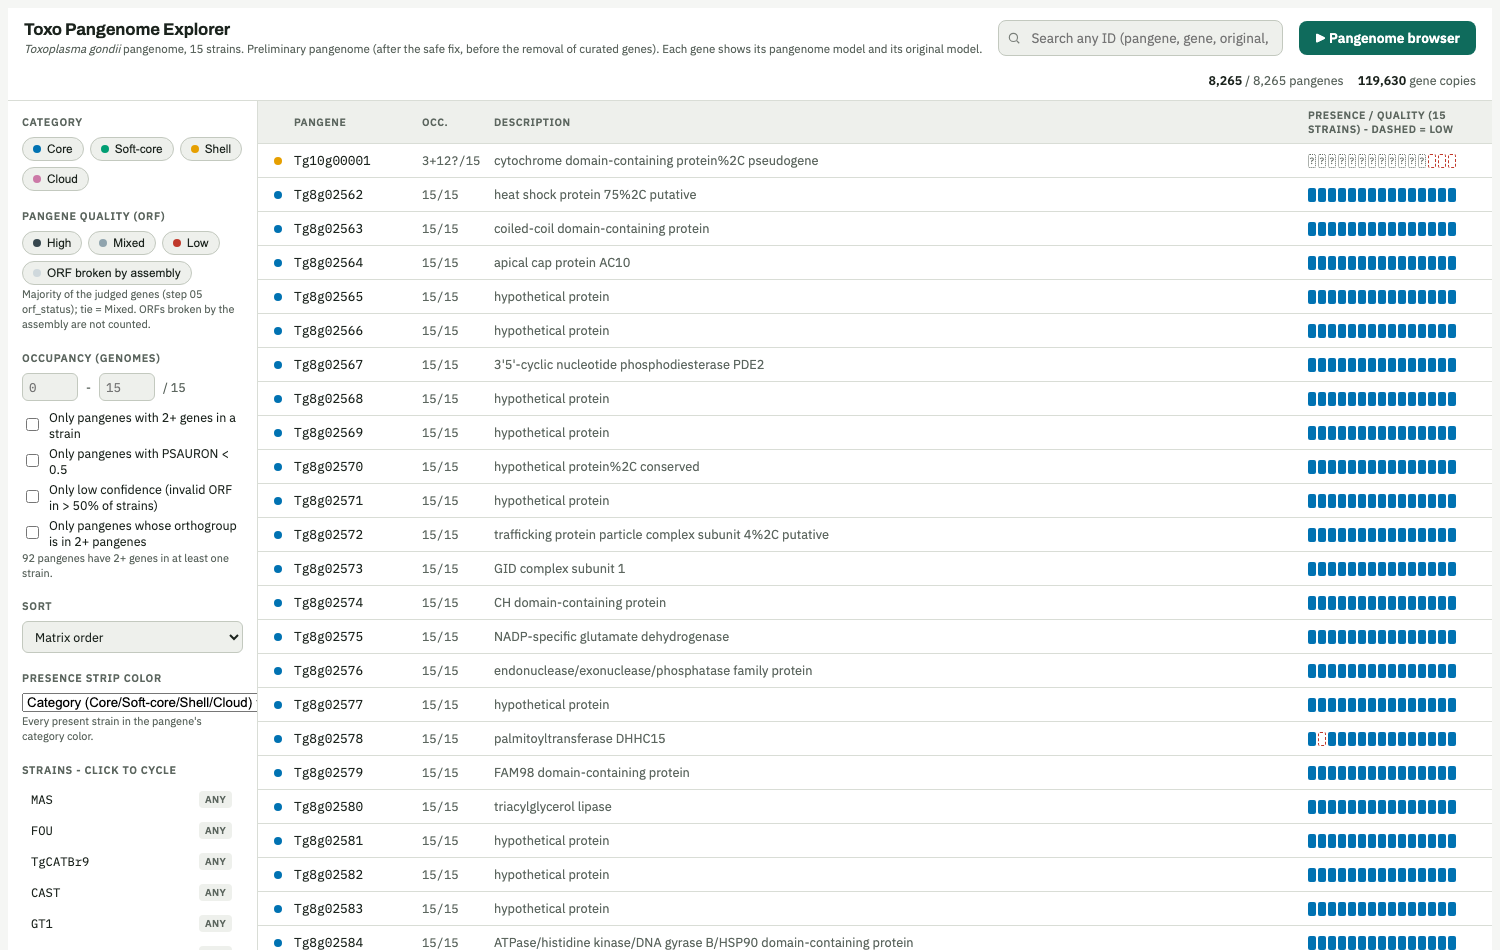 Toxo Pangenome Explorer
Toxoplasma gondii pangenome, 15 strains. Preliminary pangenome (after the safe fix, before the removal of curated genes). Each gene shows its pangenome model and its original model.
Search any ID (pangene, gene, original,
▶ Pangenome browser
8,265 / 8,265 pangenes 119,630 gene copies
CATEGORY
Core Soft-core Shell
Cloud
PANGENE QUALITY (ORF)
High Mixed Low
ORF broken by assembly
Majority of the judged genes (step 05
orf_status); tie = Mixed. ORFs broken by the
assembly are not counted.
OCCUPANCY (GENOMES)
0 - 15 / 15
Only pangenes with 2+ genes in a
strain
Only pangenes with PSAURON <
0.5
Only low confidence (invalid ORF
in > 50% of strains)
Only pangenes whose orthogroup
is in 2+ pangenes
92 pangenes have 2+ genes in at least one
strain.
SORT
Matrix order
PRESENCE STRIP COLOR
Category (Core/Soft-core/Shell/Cloud)
Every present strain in the pangene's
category color.
STRAINS - CLICK TO CYCLE
MAS ANY
FOU ANY
TgCATBr9 ANY
CAST ANY
GT1 ANY
PANGENE OCC. DESCRIPTION PRESENCE / QUALITY (15
STRAINS) - DASHED = LOW
Tg10g00001 3+12?/15 cytochrome domain-containing protein%2C pseudogene ? ? ? ? ? ? ? ? ? ? ? ?
Tg8g02562 15/15 heat shock protein 75%2C putative
Tg8g02563 15/15 coiled-coil domain-containing protein
Tg8g02564 15/15 apical cap protein AC10
Tg8g02565 15/15 hypothetical protein
Tg8g02566 15/15 hypothetical protein
Tg8g02567 15/15 3'5'-cyclic nucleotide phosphodiesterase PDE2
Tg8g02568 15/15 hypothetical protein
Tg8g02569 15/15 hypothetical protein
Tg8g02570 15/15 hypothetical protein%2C conserved
Tg8g02571 15/15 hypothetical protein
Tg8g02572 15/15 trafficking protein particle complex subunit 4%2C putative
Tg8g02573 15/15 GID complex subunit 1
Tg8g02574 15/15 CH domain-containing protein
Tg8g02575 15/15 NADP-specific glutamate dehydrogenase
Tg8g02576 15/15 endonuclease/exonuclease/phosphatase family protein
Tg8g02577 15/15 hypothetical protein
Tg8g02578 15/15 palmitoyltransferase DHHC15
Tg8g02579 15/15 FAM98 domain-containing protein
Tg8g02580 15/15 triacylglycerol lipase
Tg8g02581 15/15 hypothetical protein
Tg8g02582 15/15 hypothetical protein
Tg8g02583 15/15 hypothetical protein
Tg8g02584 15/15 ATPase/histidine kinase/DNA gyrase B/HSP90 domain-containing protein